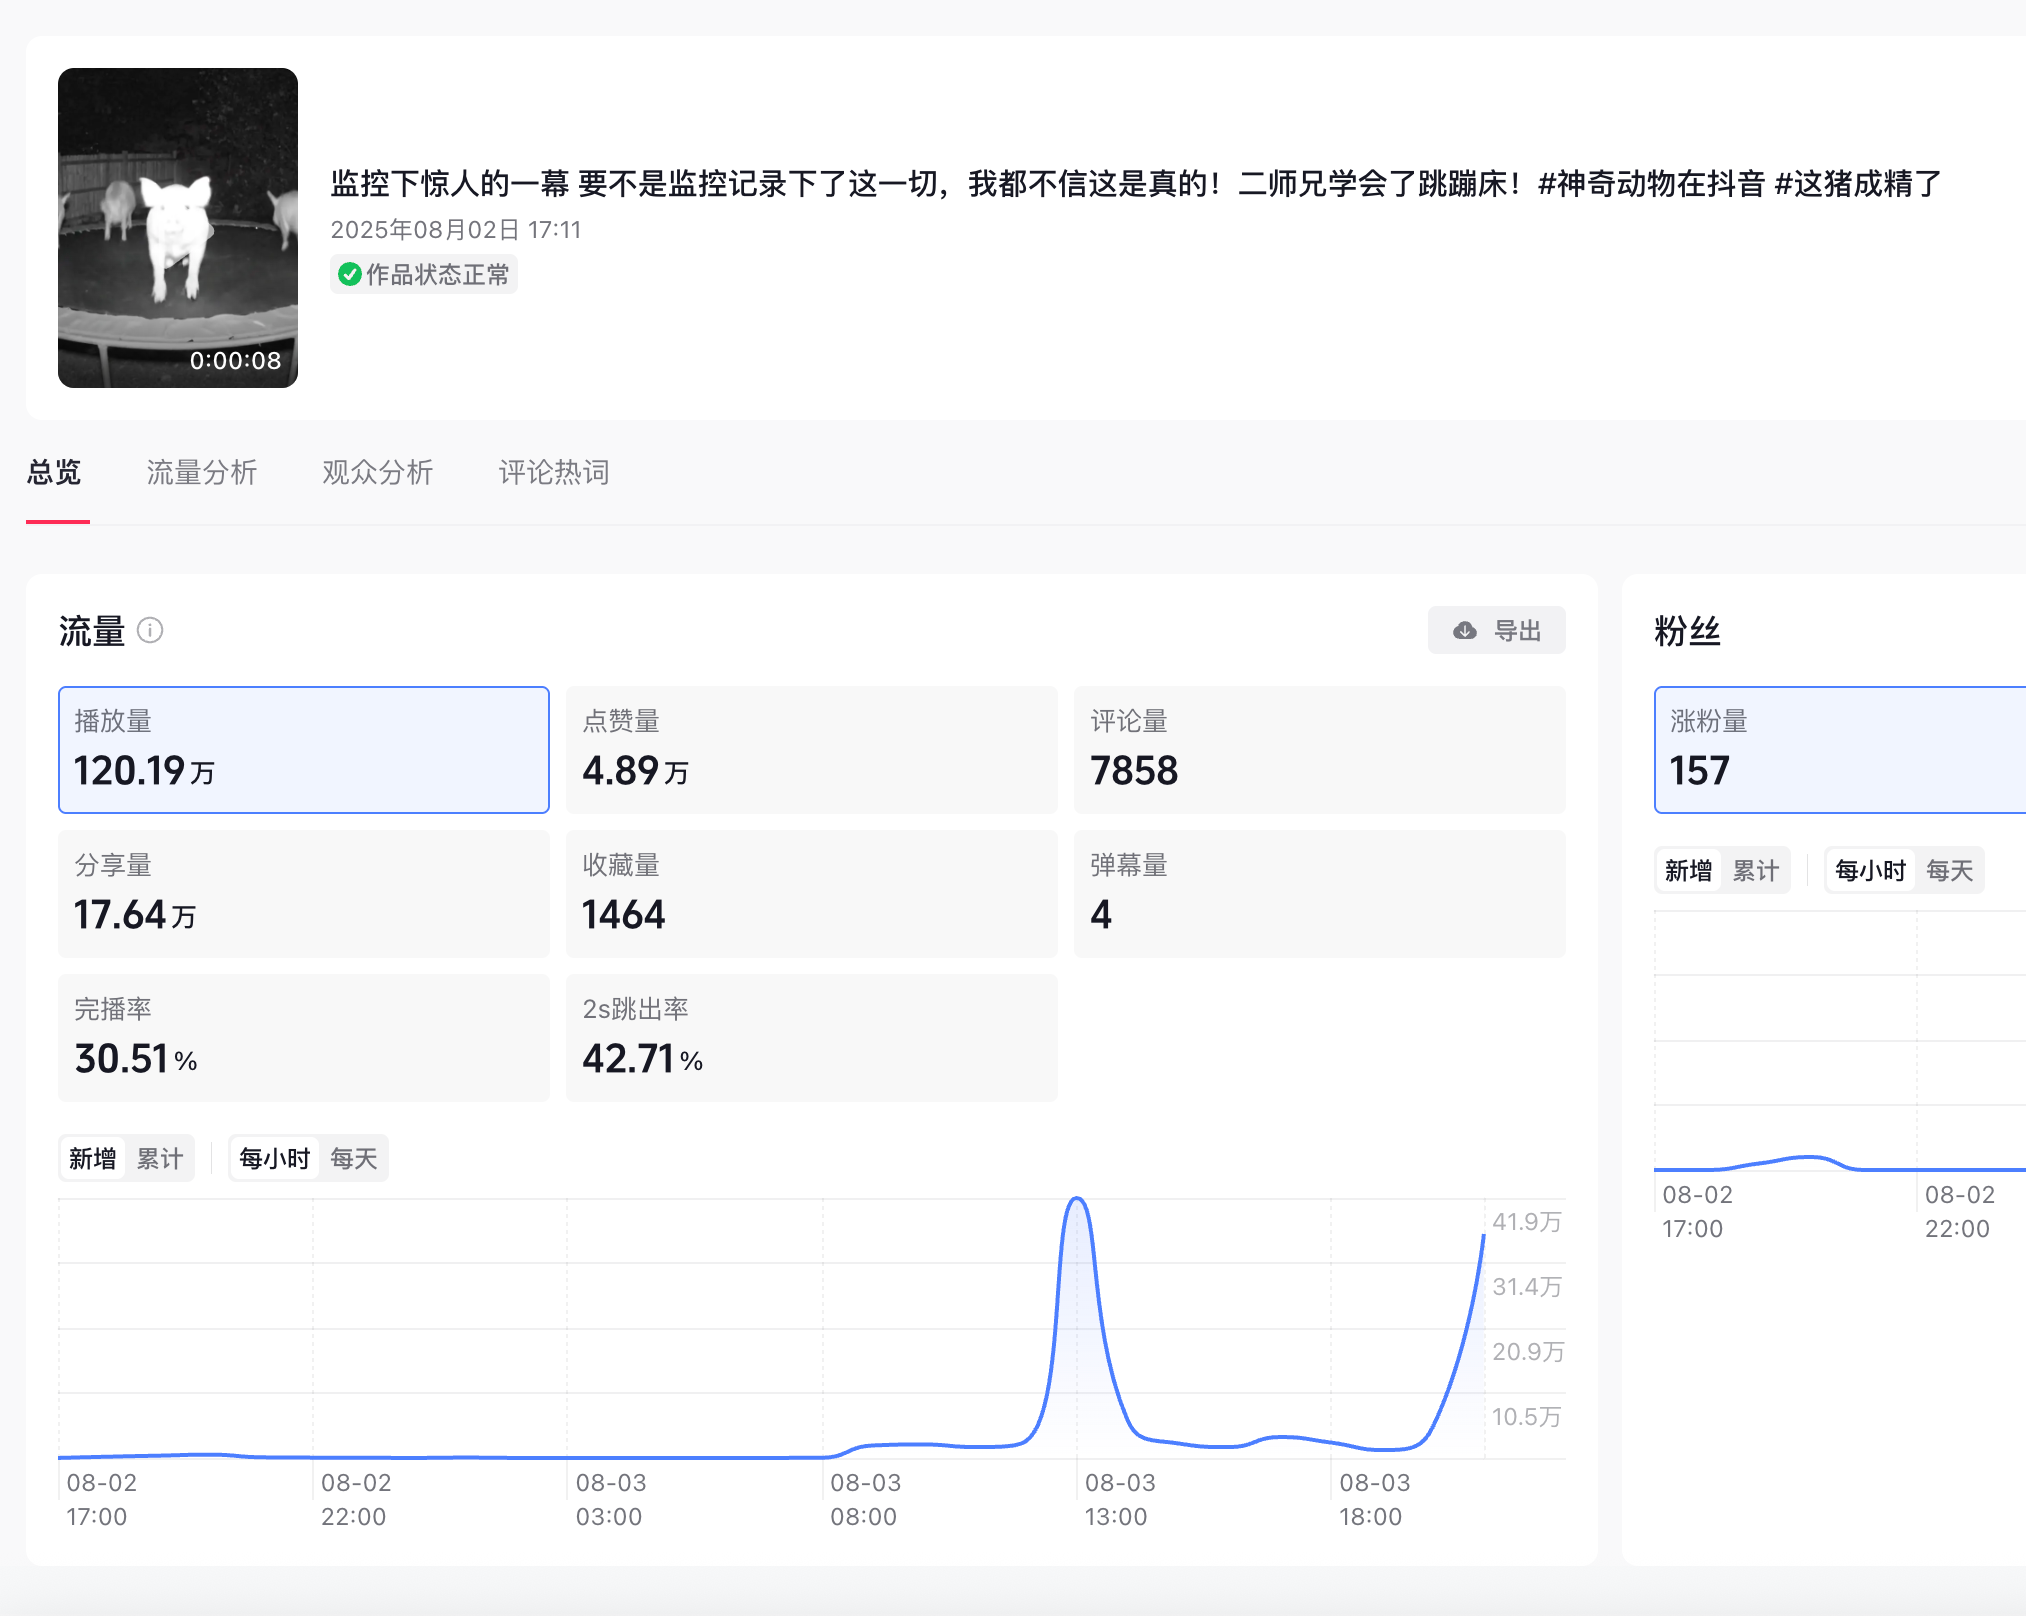 监控下惊人的一幕 要不是监控记录下了这一切，我都不信这是真的！二师兄学会了跳蹦床！#神奇动物在抖音 #这猪成精了
2025年08月02日 17:11
作品状态正常
0:00:08
总览 流量分析 观众分析 评论热词
流量
导出
播放量 点赞量 评论量
120.19万 4.89万 7858
分享量 收藏量 弹幕量
17.64万 1464 4
完播率 2s跳出率
30.51% 42.71%
新增 累计 每小时 每天
41.9万
31.4万
20.9万
10.5万
08-02 08-02 08-03 08-03 08-03 08-03
17:00 22:00 03:00 08:00 13:00 18:00
粉丝
涨粉量
157
新增 累计 每小时 每天
08-02 08-02
17:00 22:00